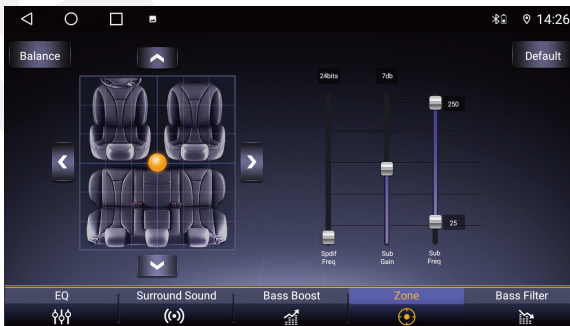 14:26
Balance
Default
24bits
7db
250
25
Spdif
Freq
Sub
Gain
Sub
Freq
EQ
Surround Sound
Bass Boost
Zone
Bass Filter